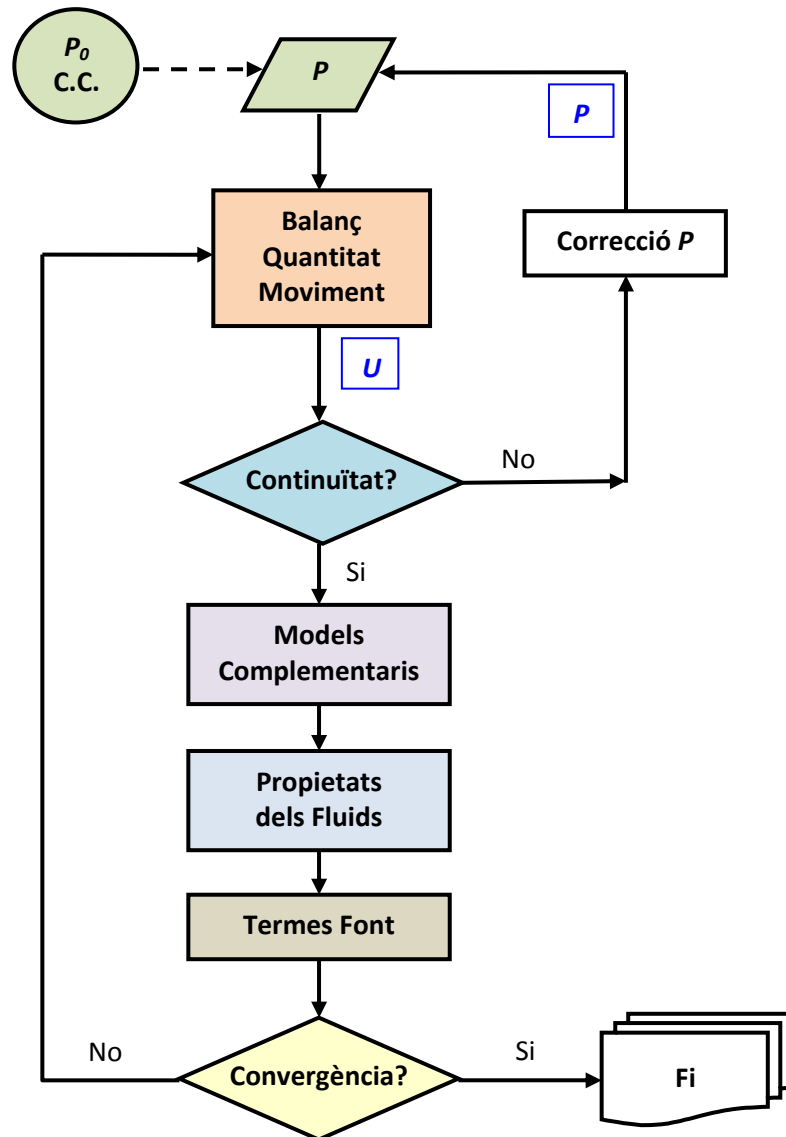 P₀
C.C.
P
P
Balanç
Quantitat
Moviment
Correcció P
U
Continuïtat?
No
Si
Models
Complementaris
Propietats
dels Fluids
Termes Font
No
Convergència?
Si
Fi